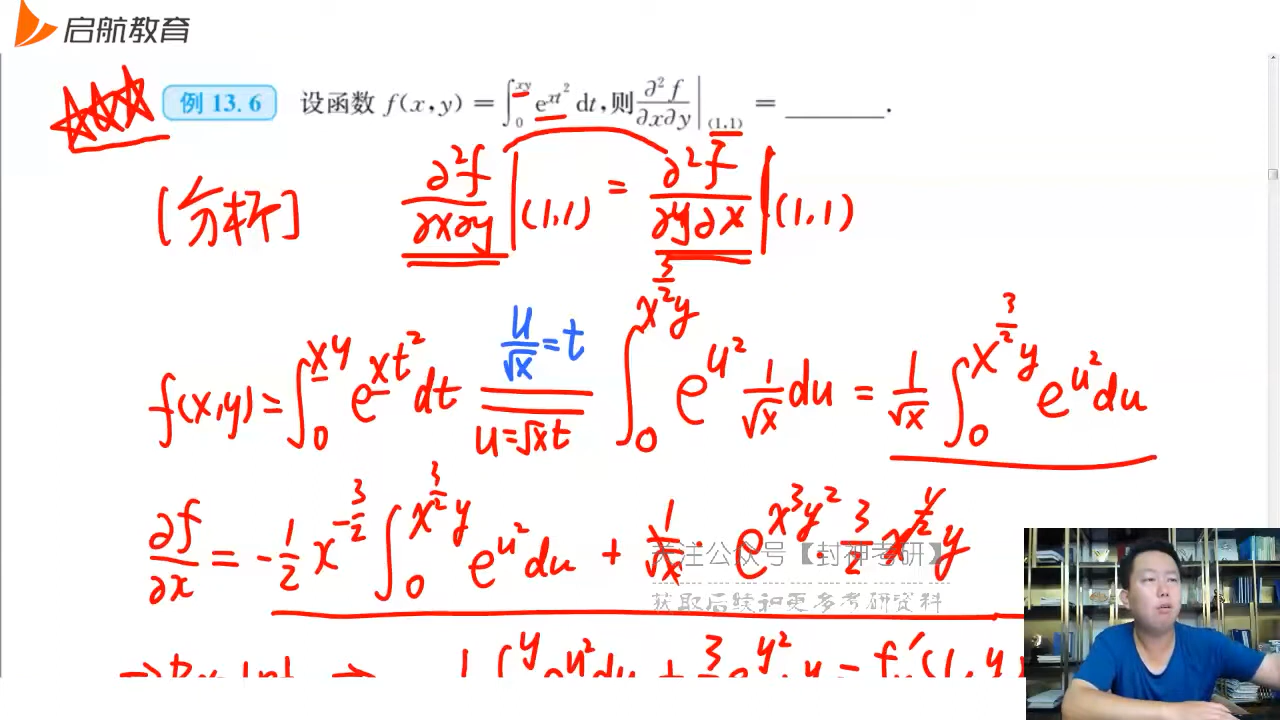 启航教育
例 13.6 设函数 f(x,y) = ∫₀^{xy} e^{xt²} dt,则 ∂²f/∂x∂y |_(1,1) = ______.
[分析] ∂²f/∂x∂y |(1,1) = ∂²f/∂y∂x |(1,1)
f(x,y) = ∫₀^{xy} e^{xt²} dt ══ u/√x = t u=√xt ∫₀^{x^{3/2}y} e^{u²} 1/√x du = 1/√x ∫₀^{x^{3/2}y} e^{u²} du
∂f/∂x = -1/2 x^{-3/2} ∫₀^{x^{3/2}y} e^{u²} du + 1/√x · e^{x³y²} · 3/2 x^{1/2} y
关注公众号【封神考研】
获取后续和更多考研资料